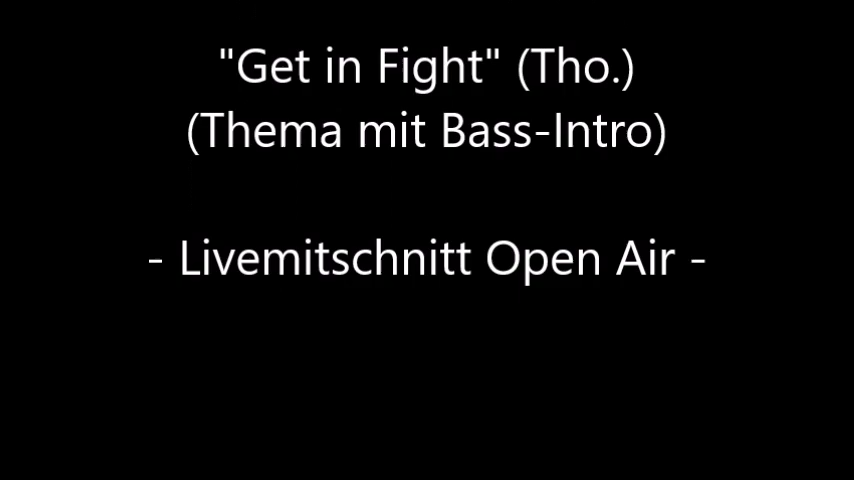 "Get in Fight" (Tho.)
(Thema mit Bass-Intro)
- Livemitschnitt Open Air -